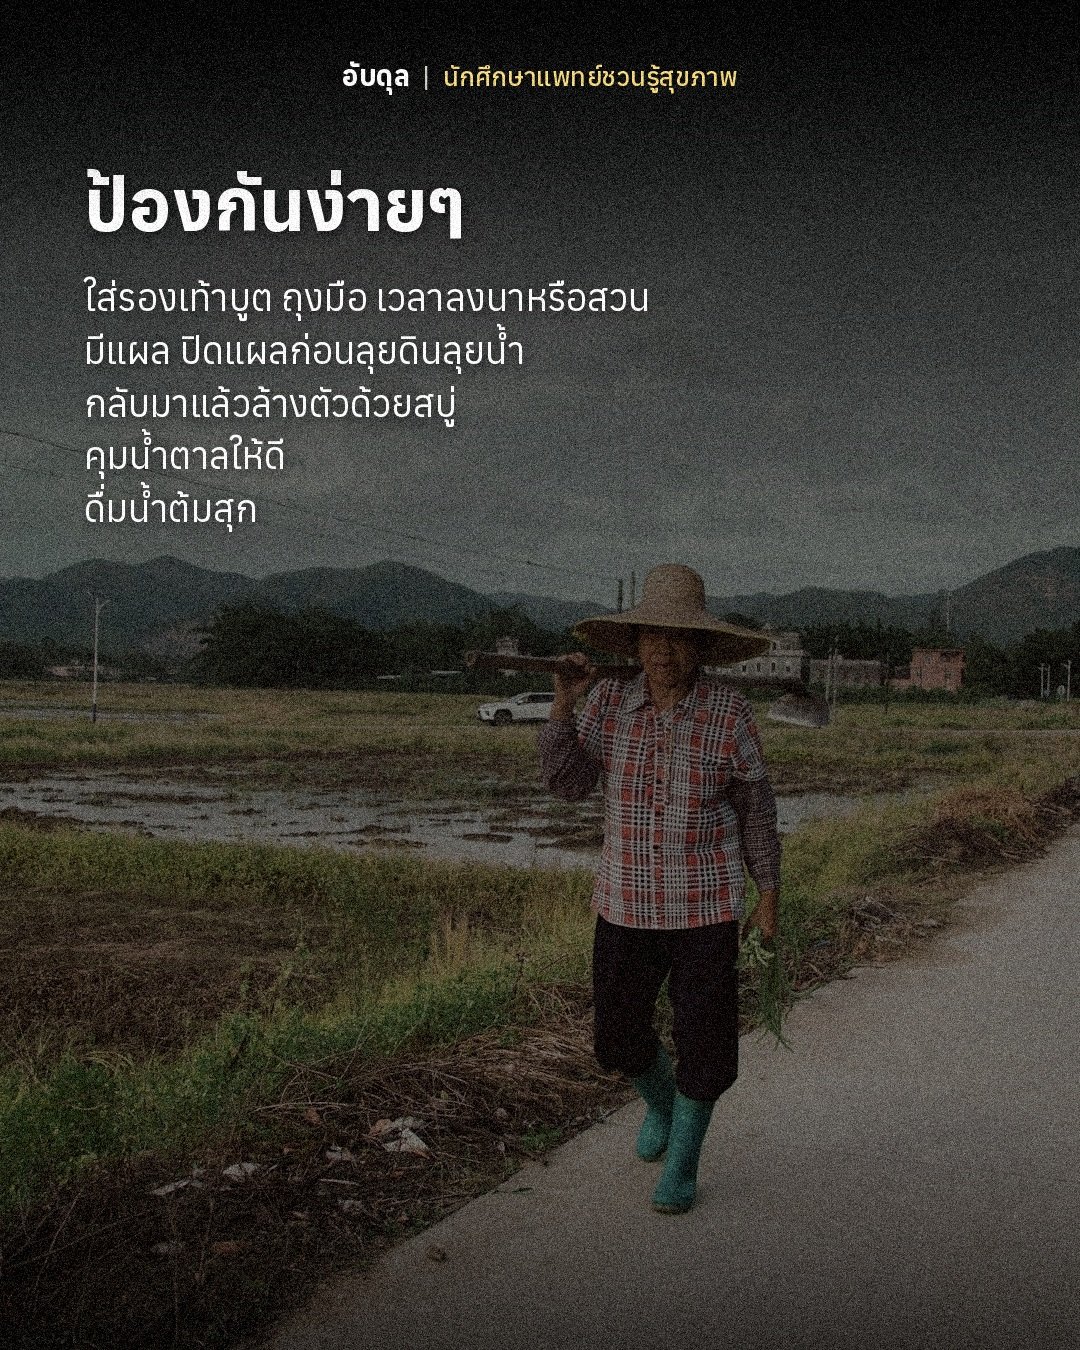 อับดุล | นักศึกษาแพทย์ชวนรู้สุขภาพ
ป้องกันง่ายๆ
ใส่รองเท้าบูต ถุงมือ เวลาลงนาหรือสวน
มีแผล ปิดแผลก่อนลุยดินลุยน้ำ
กลับมาแล้วล้างตัวด้วยสบู่
คุมน้ำตาลให้ดี
ดื่มน้ำต้มสุก